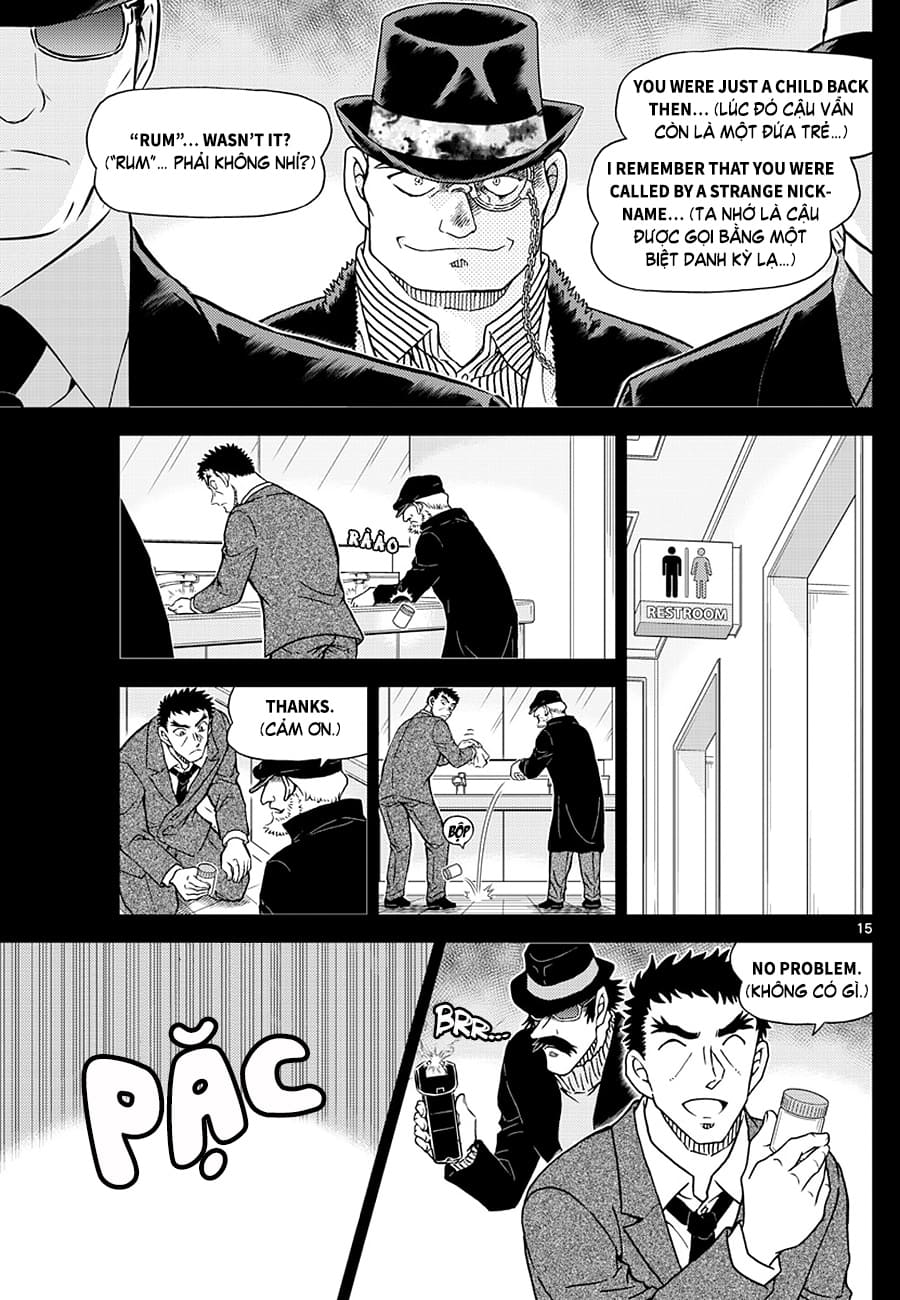 YOU WERE JUST A CHILD BACK
THEN... (LÚC ĐÓ CẬU VẪN
CÒN LÀ MỘT ĐỨA TRẺ...)
I REMEMBER THAT YOU WERE
CALLED BY A STRANGE NICK-
NAME... (TA NHỚ LÀ CẬU
ĐƯỢC GỌI BẰNG MỘT
BIỆT DANH KỲ LẠ...)
“RUM”... WASN’T IT?
(“RUM”... PHẢI KHÔNG NHỈ?)
RESTROOM
RÀÀO
BỘP
THANKS.
(CẢM ƠN.)
15
NO PROBLEM.
(KHÔNG CÓ GÌ.)
BRR...
PẶC